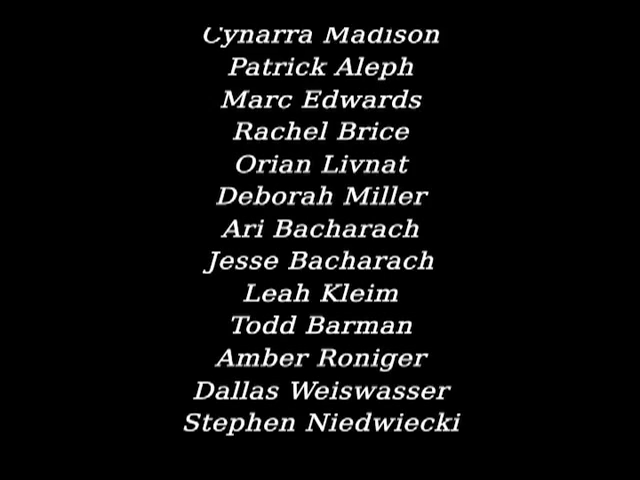 Cynarra Madison
Patrick Aleph
Marc Edwards
Rachel Brice
Orian Livnat
Deborah Miller
Ari Bacharach
Jesse Bacharach
Leah Kleim
Todd Barman
Amber Roniger
Dallas Weiswasser
Stephen Niedwiecki